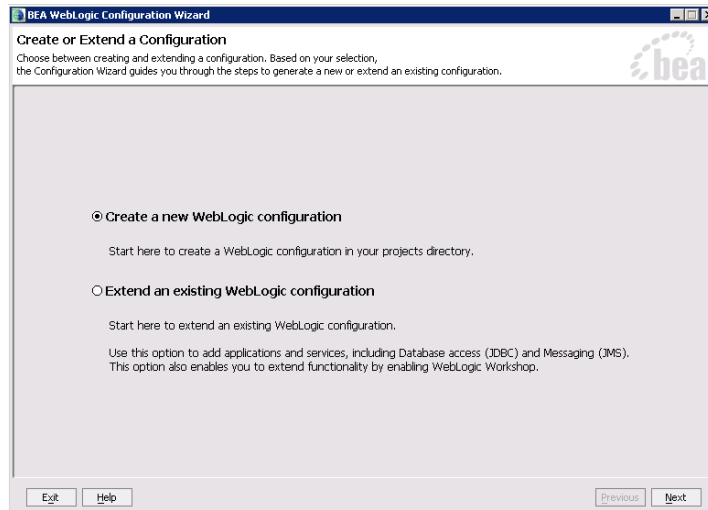 BEA WebLogic Configuration Wizard
Create or Extend a Configuration
Choose between creating and extending a configuration. Based on your selection,
the Configuration Wizard guides you through the steps to generate a new or extend an existing configuration.
bea
Create a new WebLogic configuration
Start here to create a WebLogic configuration in your projects directory.
Extend an existing WebLogic configuration
Start here to extend an existing WebLogic configuration.
Use this option to add applications and services, including Database access (JDBC) and Messaging (JMS).
This option also enables you to extend functionality by enabling WebLogic Workshop.
Exit Help Previous Next